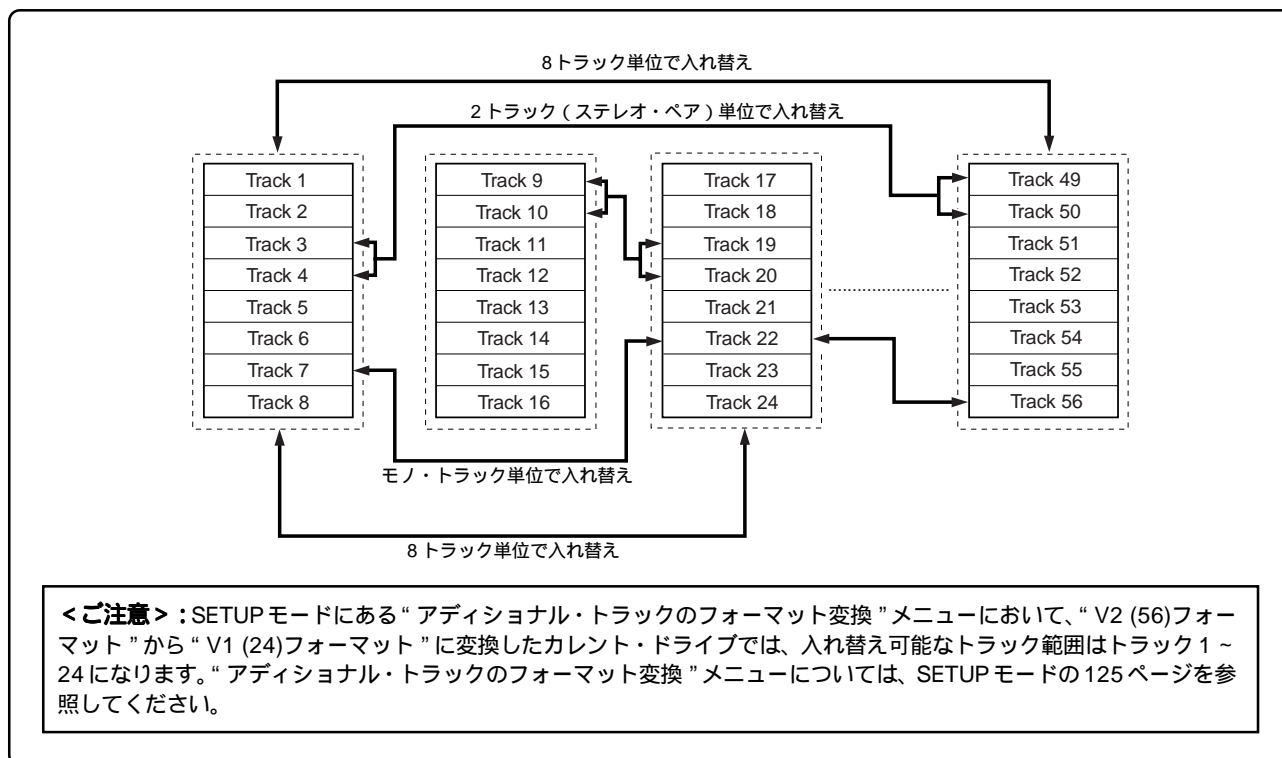 8トラック単位で入れ替え
2トラック(ステレオ・ペア)単位で入れ替え
Track 1
Track 2
Track 3
Track 4
Track 5
Track 6
Track 7
Track 8
Track 9
Track 10
Track 11
Track 12
Track 13
Track 14
Track 15
Track 16
Track 17
Track 18
Track 19
Track 20
Track 21
Track 22
Track 23
Track 24
Track 49
Track 50
Track 51
Track 52
Track 53
Track 54
Track 55
Track 56
モノ・トラック単位で入れ替え
8トラック単位で入れ替え
<ご注意>:SETUPモードにある“アディショナル・トラックのフォーマット変換”メニューにおいて、“V2 (56)フォー
マット”から“V1 (24)フォーマット”に変換したカレント・ドライブでは、入れ替え可能なトラック範囲はトラック1~
24になります。“アディショナル・トラックのフォーマット変換”メニューについては、SETUPモードの125ページを参
照してください。